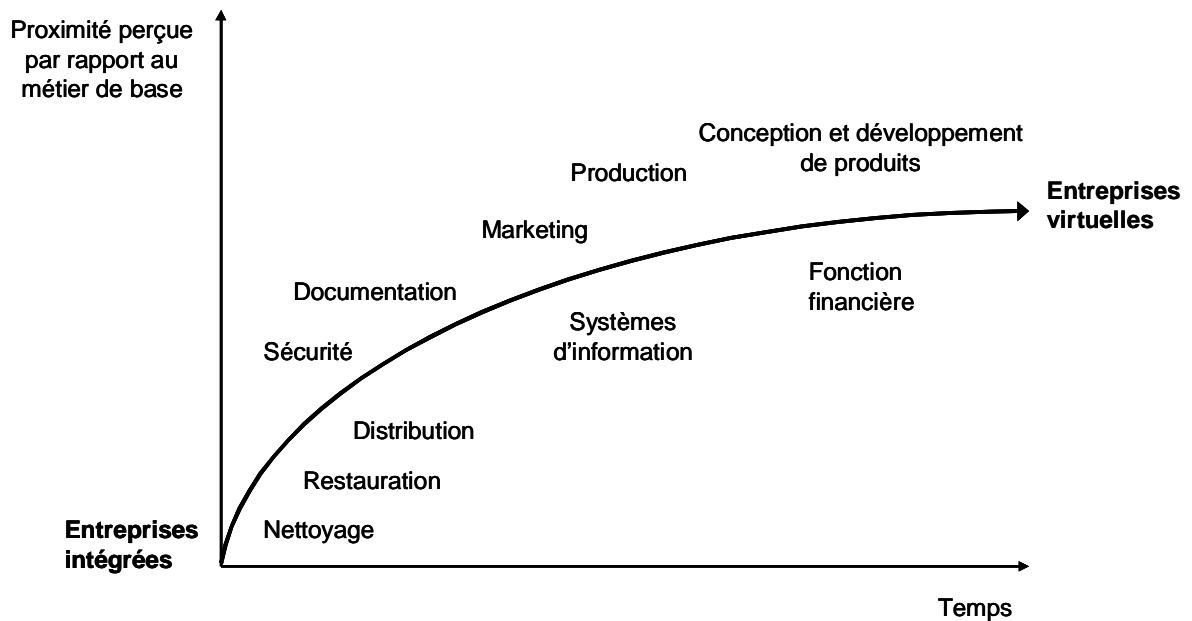 Proximité perçue
par rapport au
métier de base
Conception et développement
de produits
Production
Entreprises
virtuelles
Marketing
Fonction
financière
Documentation
Systèmes
d'information
Sécurité
Distribution
Restauration
Nettoyage
Entreprises
intégrées
Temps